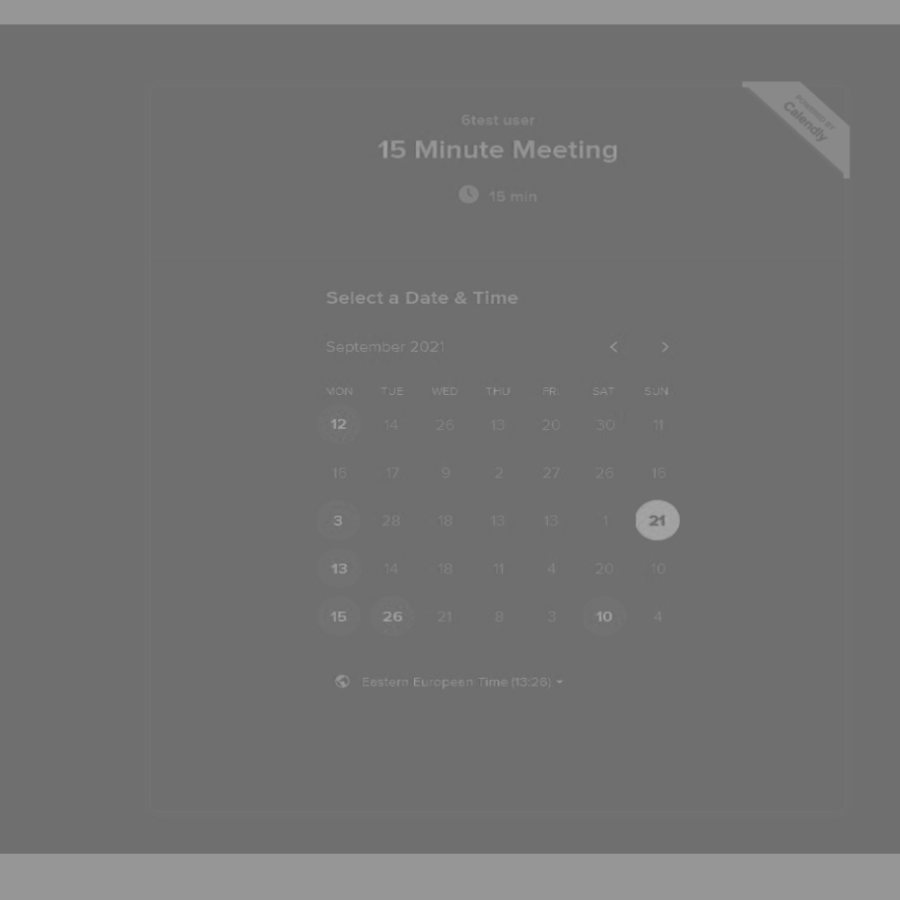 POWERED BY
Calendly
6test user
15 Minute Meeting
15 min
Select a Date & Time
September 2021
MON TUE WED THU FRI SAT SUN
12 14 26 13 20 30 11
16 17 9 2 27 26 15
3 28 18 13 13 1 21
13 14 18 11 4 20 10
15 26 21 8 3 10 4
Eastern European Time (13:26)